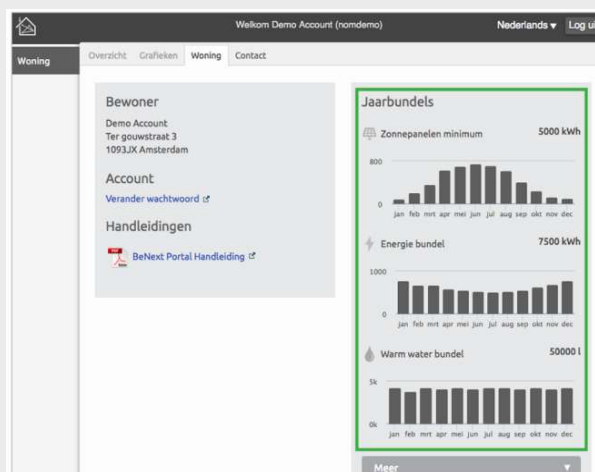 Welkom Demo Account (nomdemo)
Nederlands ▾
Log ui
Woning
Overzicht Grafieken Woning Contact
Bewoner
Demo Account
Ter gouwstraat 3
1093JX Amsterdam
Account
Verander wachtwoord
Handleidingen
BeNext Portal Handleiding
Jaarbundels
Zonnepanelen minimum 5000 kWh
800
0
jan feb mrt apr mei jun jul aug sep okt nov dec
Energie bundel 7500 kWh
1000
0
jan feb mrt apr mei jun jul aug sep okt nov dec
Warm water bundel 50000 l
5k
0k
jan feb mrt apr mei jun jul aug sep okt nov dec
Meer ▾